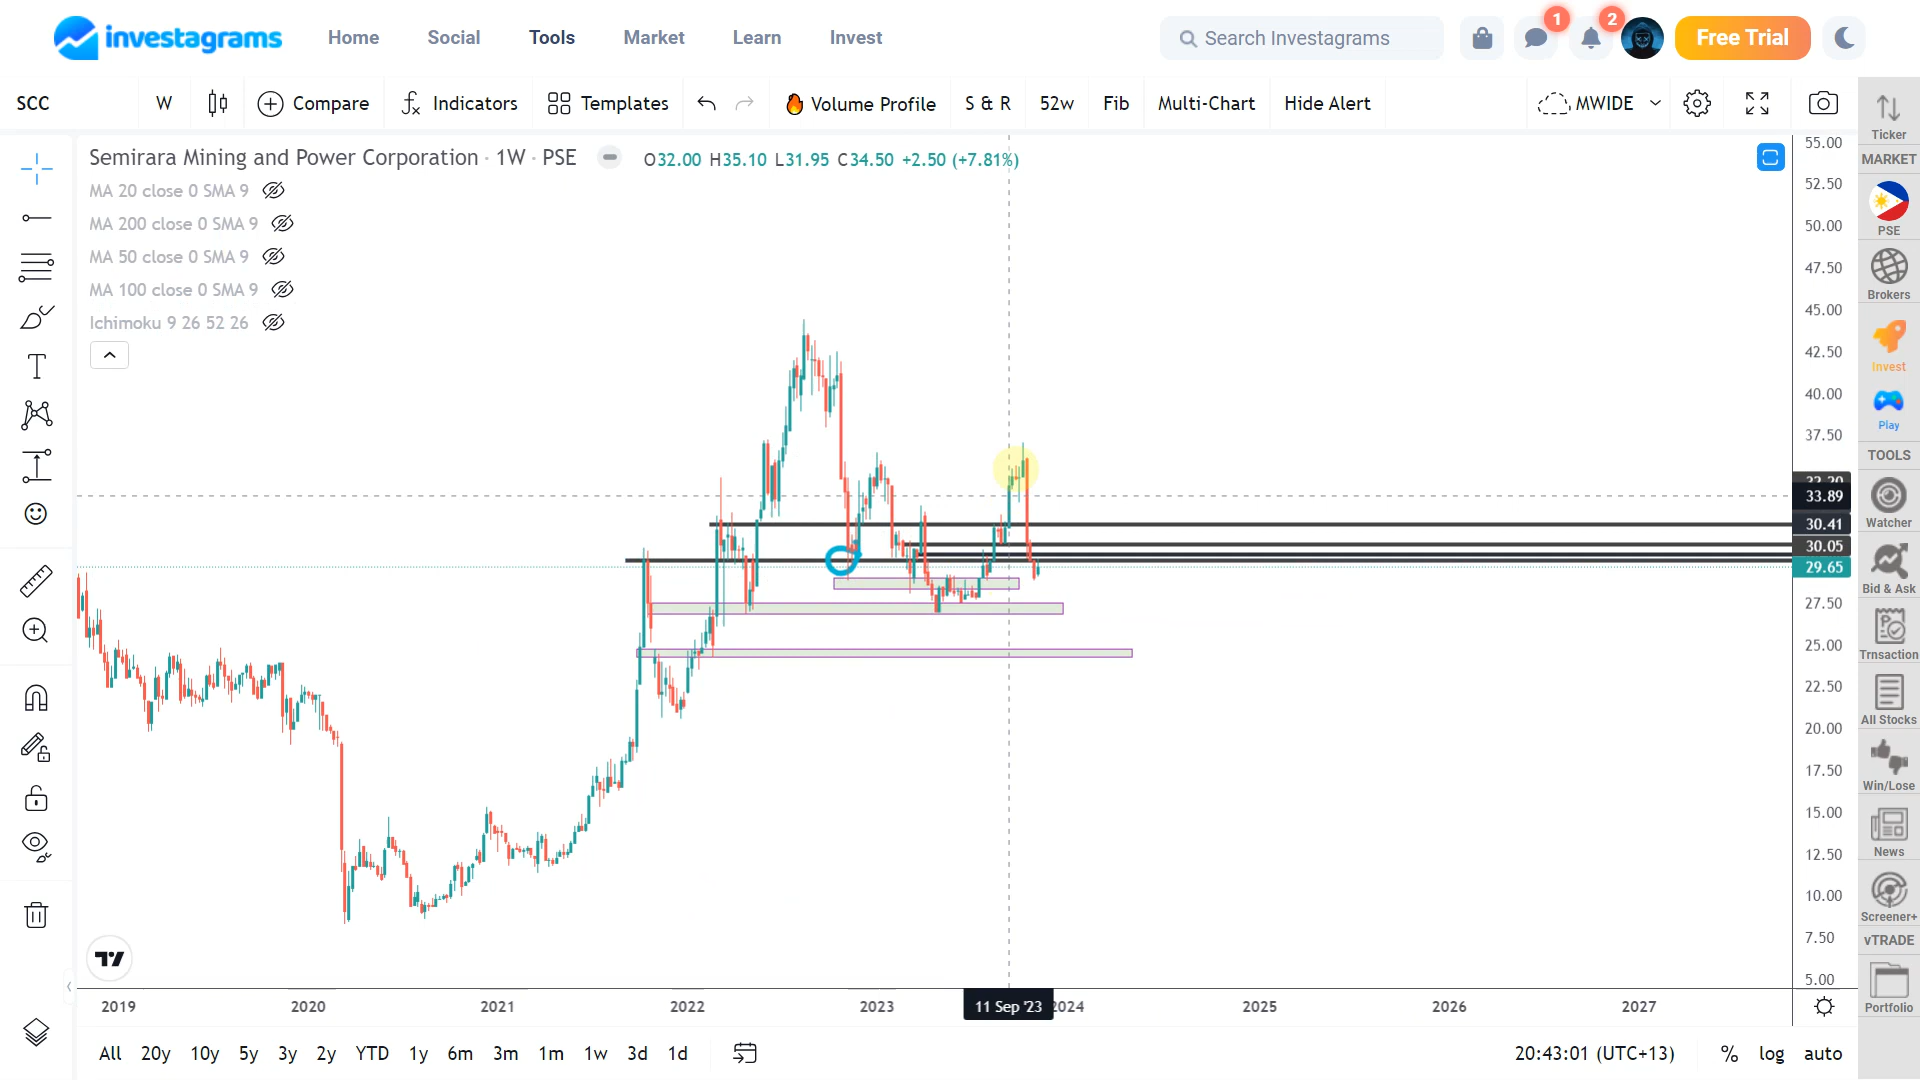 investagrams Home Social Tools Market Learn Invest Search Investagrams 1 2 Free Trial
SCC W Compare Indicators Templates Volume Profile S & R 52w Fib Multi-Chart Hide Alert MWIDE
Semirara Mining and Power Corporation · 1W · PSE O32.00 H35.10 L31.95 C34.50 +2.50 (+7.81%)
MA 20 close 0 SMA 9
MA 200 close 0 SMA 9
MA 50 close 0 SMA 9
MA 100 close 0 SMA 9
Ichimoku 9 26 52 26
55.00
52.50
50.00
47.50
45.00
42.50
40.00
37.50
33.89
30.41
30.05
29.65
27.50
25.00
22.50
20.00
17.50
15.00
12.50
10.00
7.50
5.00
2019 2020 2021 2022 2023 11 Sep '23 2024 2025 2026 2027
All 20y 10y 5y 3y 2y YTD 1y 6m 3m 1m 1w 3d 1d 20:43:01 (UTC+13) % log auto
Ticker
MARKET
PSE
Brokers
Invest
Play
TOOLS
Watcher
Bid & Ask
Trnsaction
All Stocks
Win/Lose
News
Screener+
vTRADE
Portfolio